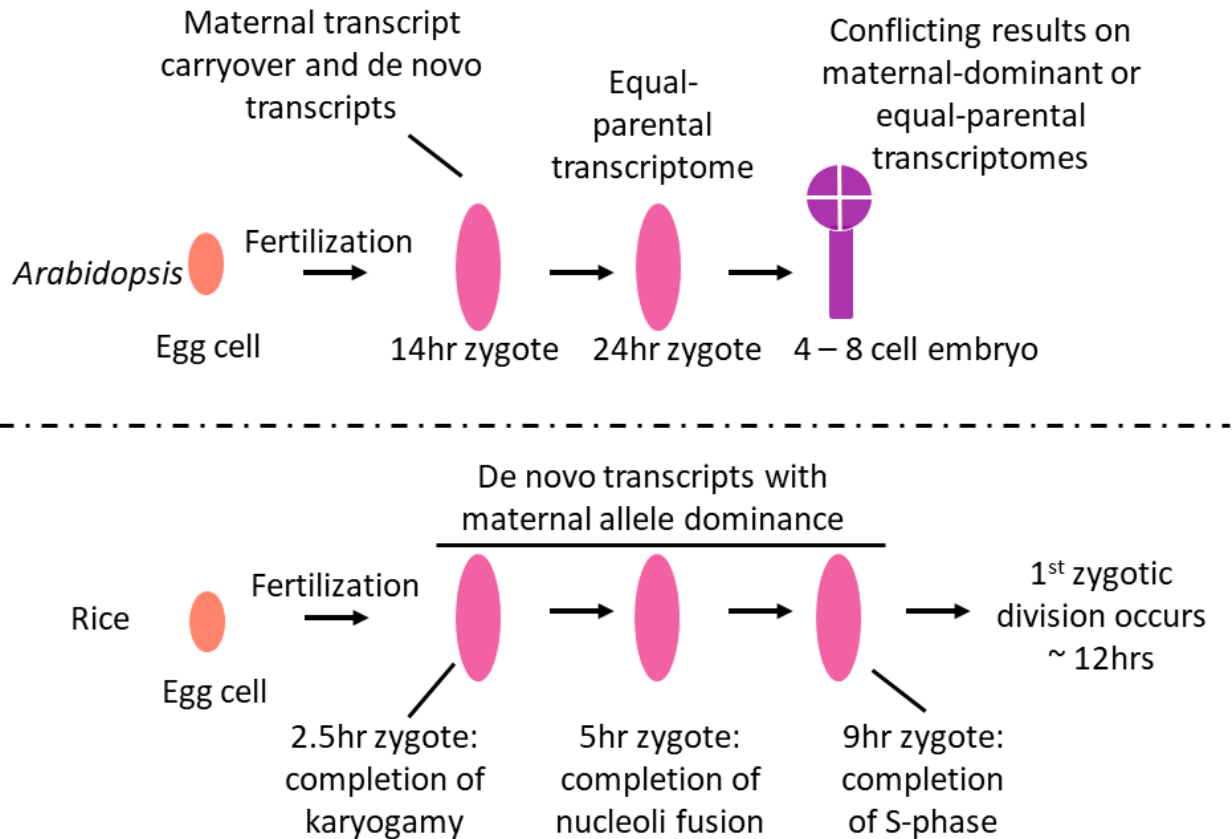 Maternal transcript
carryover and de novo
transcripts
Equal-
parental
transcriptome
Conflicting results on
maternal-dominant or
equal-parental
transcriptomes
Arabidopsis
Fertilization
Egg cell
14hr zygote
24hr zygote
4 – 8 cell embryo
De novo transcripts with
maternal allele dominance
Rice
Fertilization
Egg cell
1st zygotic
division occurs
~ 12hrs
2.5hr zygote:
completion of
karyogamy
5hr zygote:
completion of
nucleoli fusion
9hr zygote:
completion
of S-phase